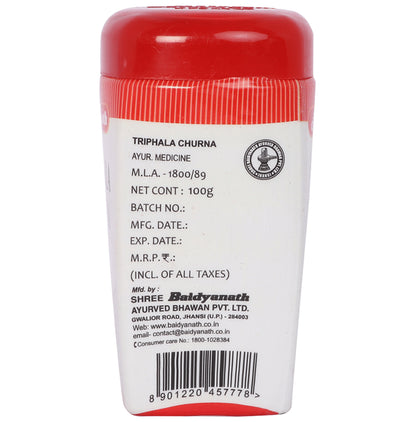 TRIPHALA CHURNA
AYUR. MEDICINE
M.L.A. - 1800/89
NET CONT : 100g
BATCH NO.:
MFG. DATE.:
EXP. DATE.:
M.R.P. ₹.:
(INCL. OF ALL TAXES)
Mfd. by :
SHREE Baidyanath
AYURVED BHAWAN PVT. LTD.
GWALIOR ROAD, JHANSI (U.P.) - 284003
Web: www.baidyanath.co.in
email- contact@baidyanath.co.in
Consumer care No.: 1800-1028384
8 901220 457778 >